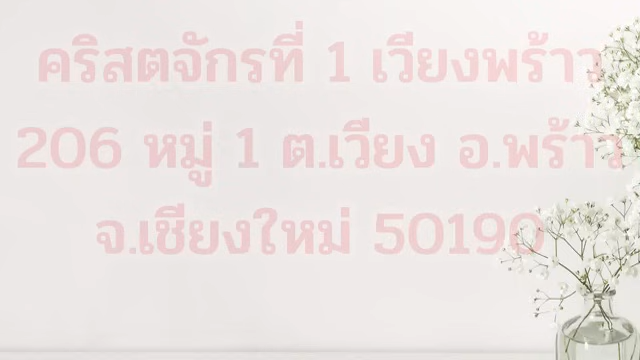 คริสตจักรที่ 1 เวียงพร้าว
206 หมู่ 1 ต.เวียง อ.พร้าว
จ.เชียงใหม่ 50190